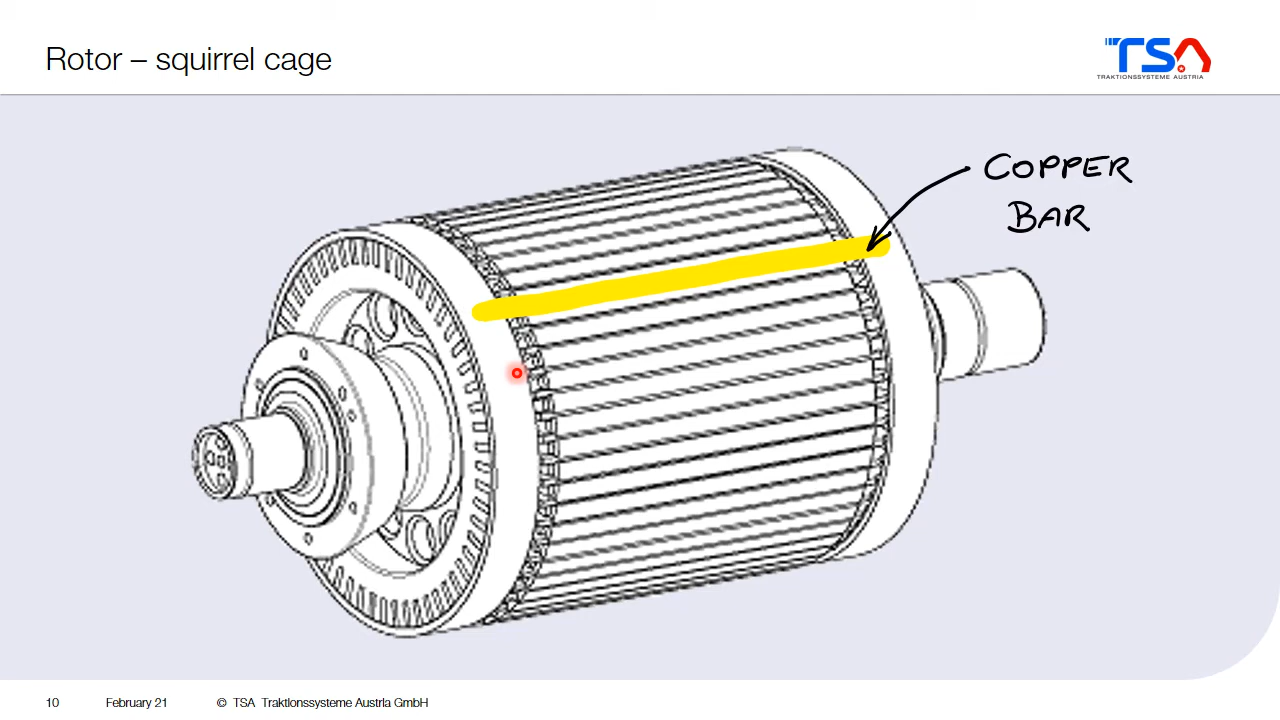 Rotor – squirrel cage
TSA
TRAKTIONSSYSTEME AUSTRIA
COPPER
BAR
10 February 21 © TSA Traktionssysteme Austria GmbH